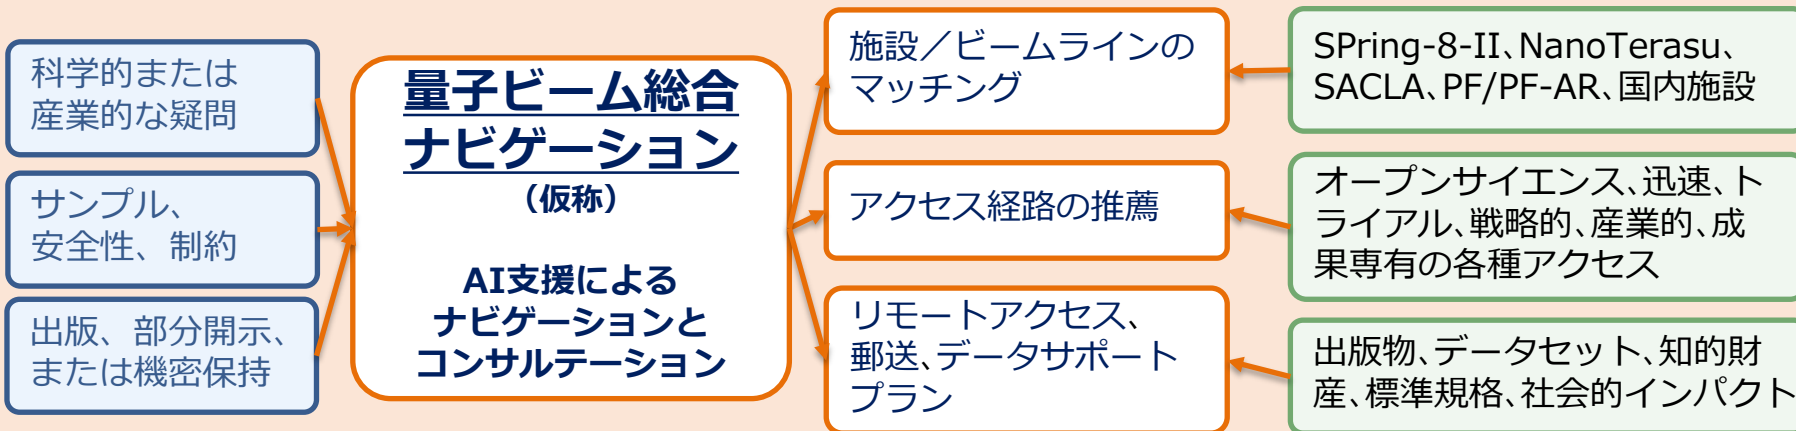 科学的または
産業的な疑問
サンプル、
安全性、制約
出版、部分開示、
または機密保持
量子ビーム総合
ナビゲーション
（仮称）
AI支援による
ナビゲーションと
コンサルテーション
施設／ビームラインの
マッチング
アクセス経路の推薦
リモートアクセス、
郵送、データサポート
プラン
SPring-8-II、NanoTerasu、
SACLA、PF/PF-AR、国内施設
オープンサイエンス、迅速、ト
ライアル、戦略的、産業的、成
果専有の各種アクセス
出版物、データセット、知的財
産、標準規格、社会的インパクト